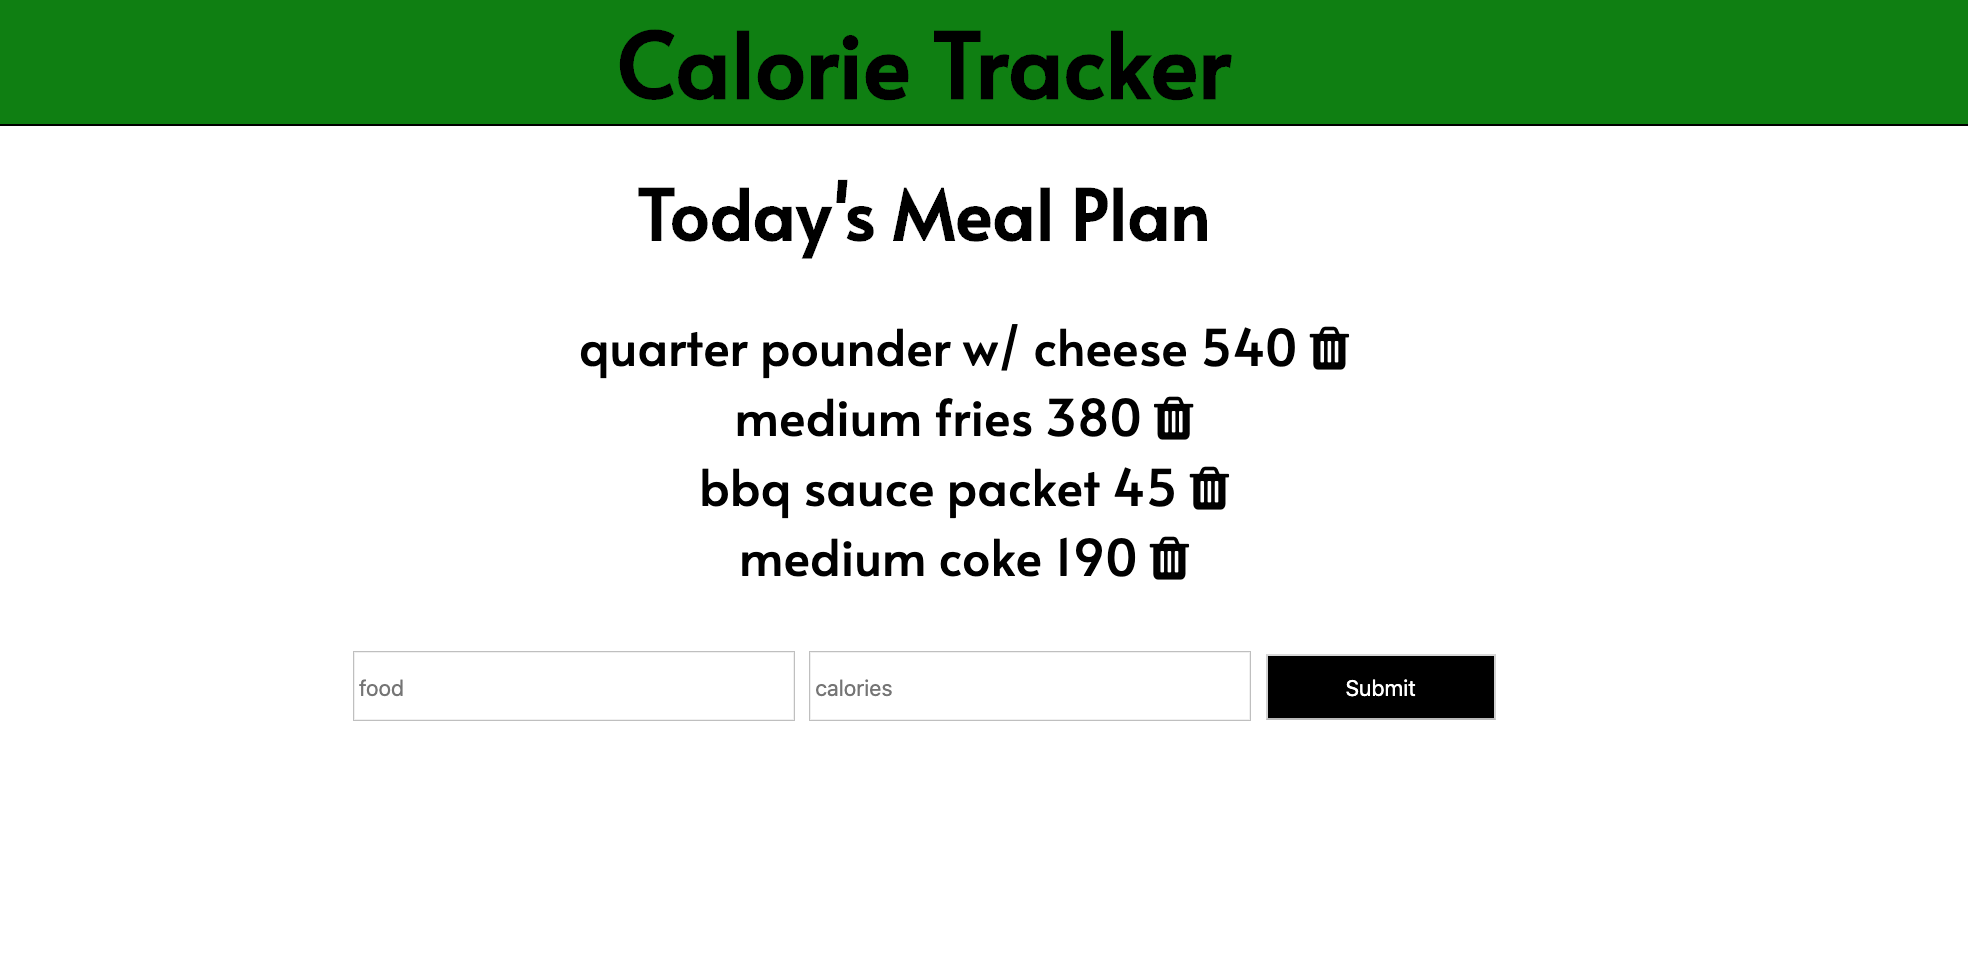 Calorie Tracker
Today's Meal Plan
quarter pounder w/ cheese 540
medium fries 380
bbq sauce packet 45
medium coke 190
food calories Submit